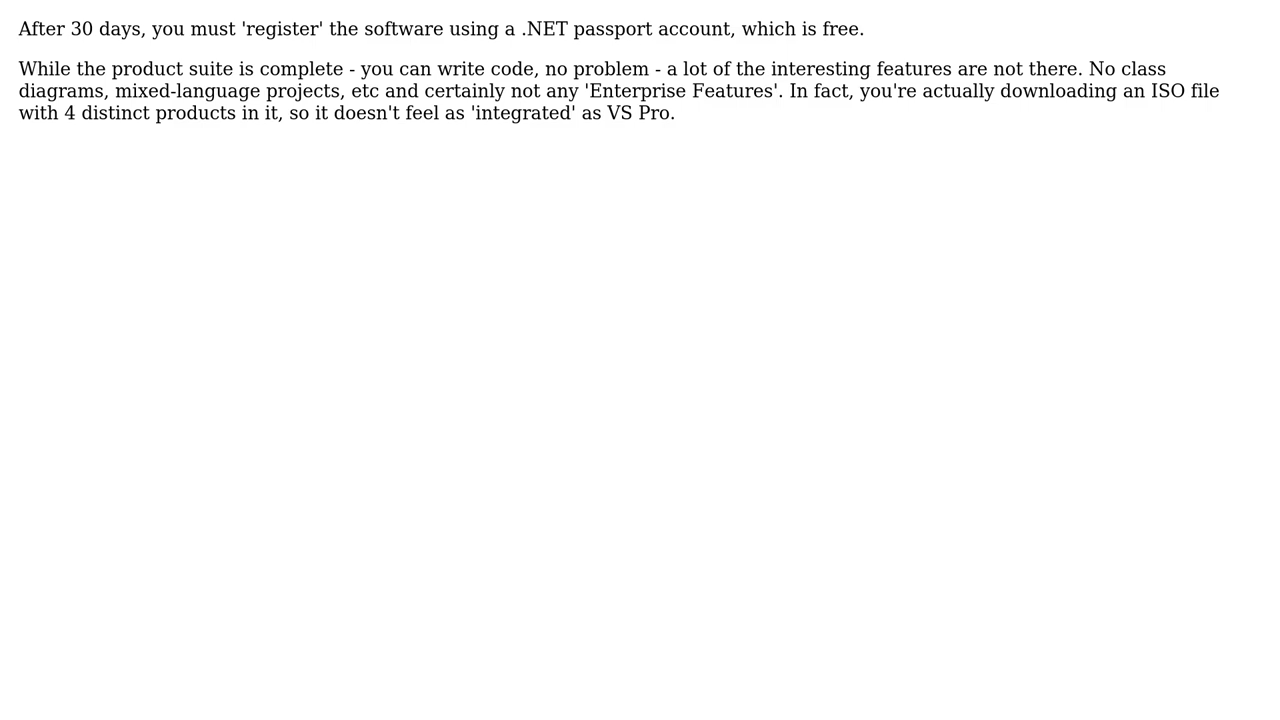 After 30 days, you must 'register' the software using a .NET passport account, which is free.
While the product suite is complete - you can write code, no problem - a lot of the interesting features are not there. No class
diagrams, mixed-language projects, etc and certainly not any 'Enterprise Features'. In fact, you're actually downloading an ISO file
with 4 distinct products in it, so it doesn't feel as 'integrated' as VS Pro.